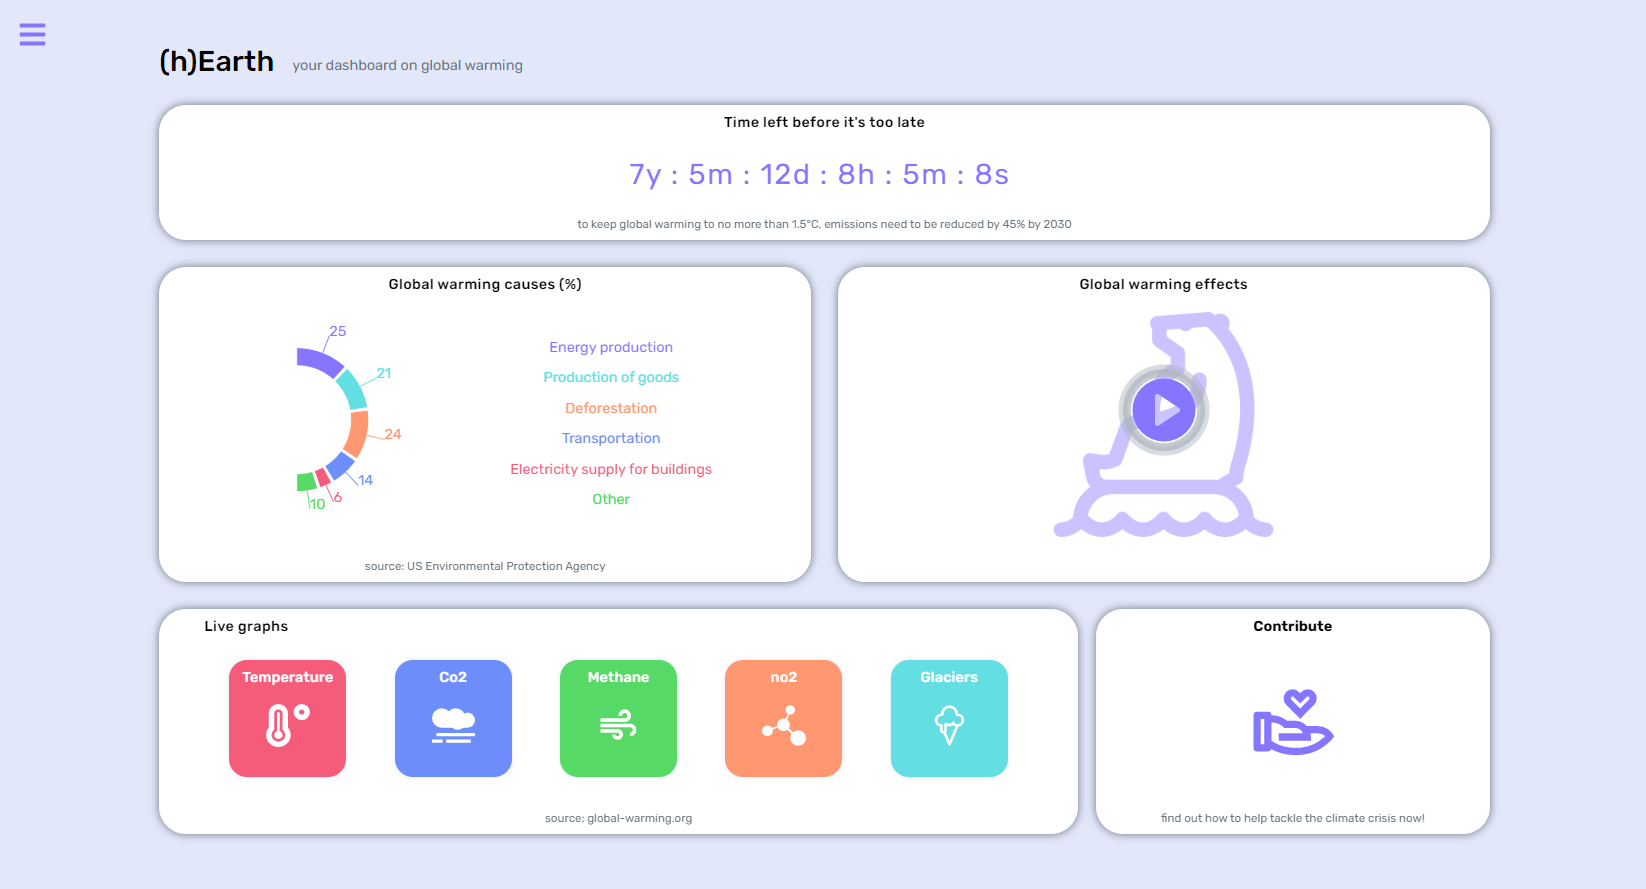 (h)Earth your dashboard on global warming
Time left before it's too late
7y : 5m : 12d : 8h : 5m : 8s
to keep global warming to no more than 1.5°C, emissions need to be reduced by 45% by 2030
Global warming causes (%)
25
21
24
14
6
10
Energy production
Production of goods
Deforestation
Transportation
Electricity supply for buildings
Other
source: US Environmental Protection Agency
Global warming effects
Live graphs
Temperature
Co2
Methane
no2
Glaciers
source: global-warming.org
Contribute
find out how to help tackle the climate crisis now!